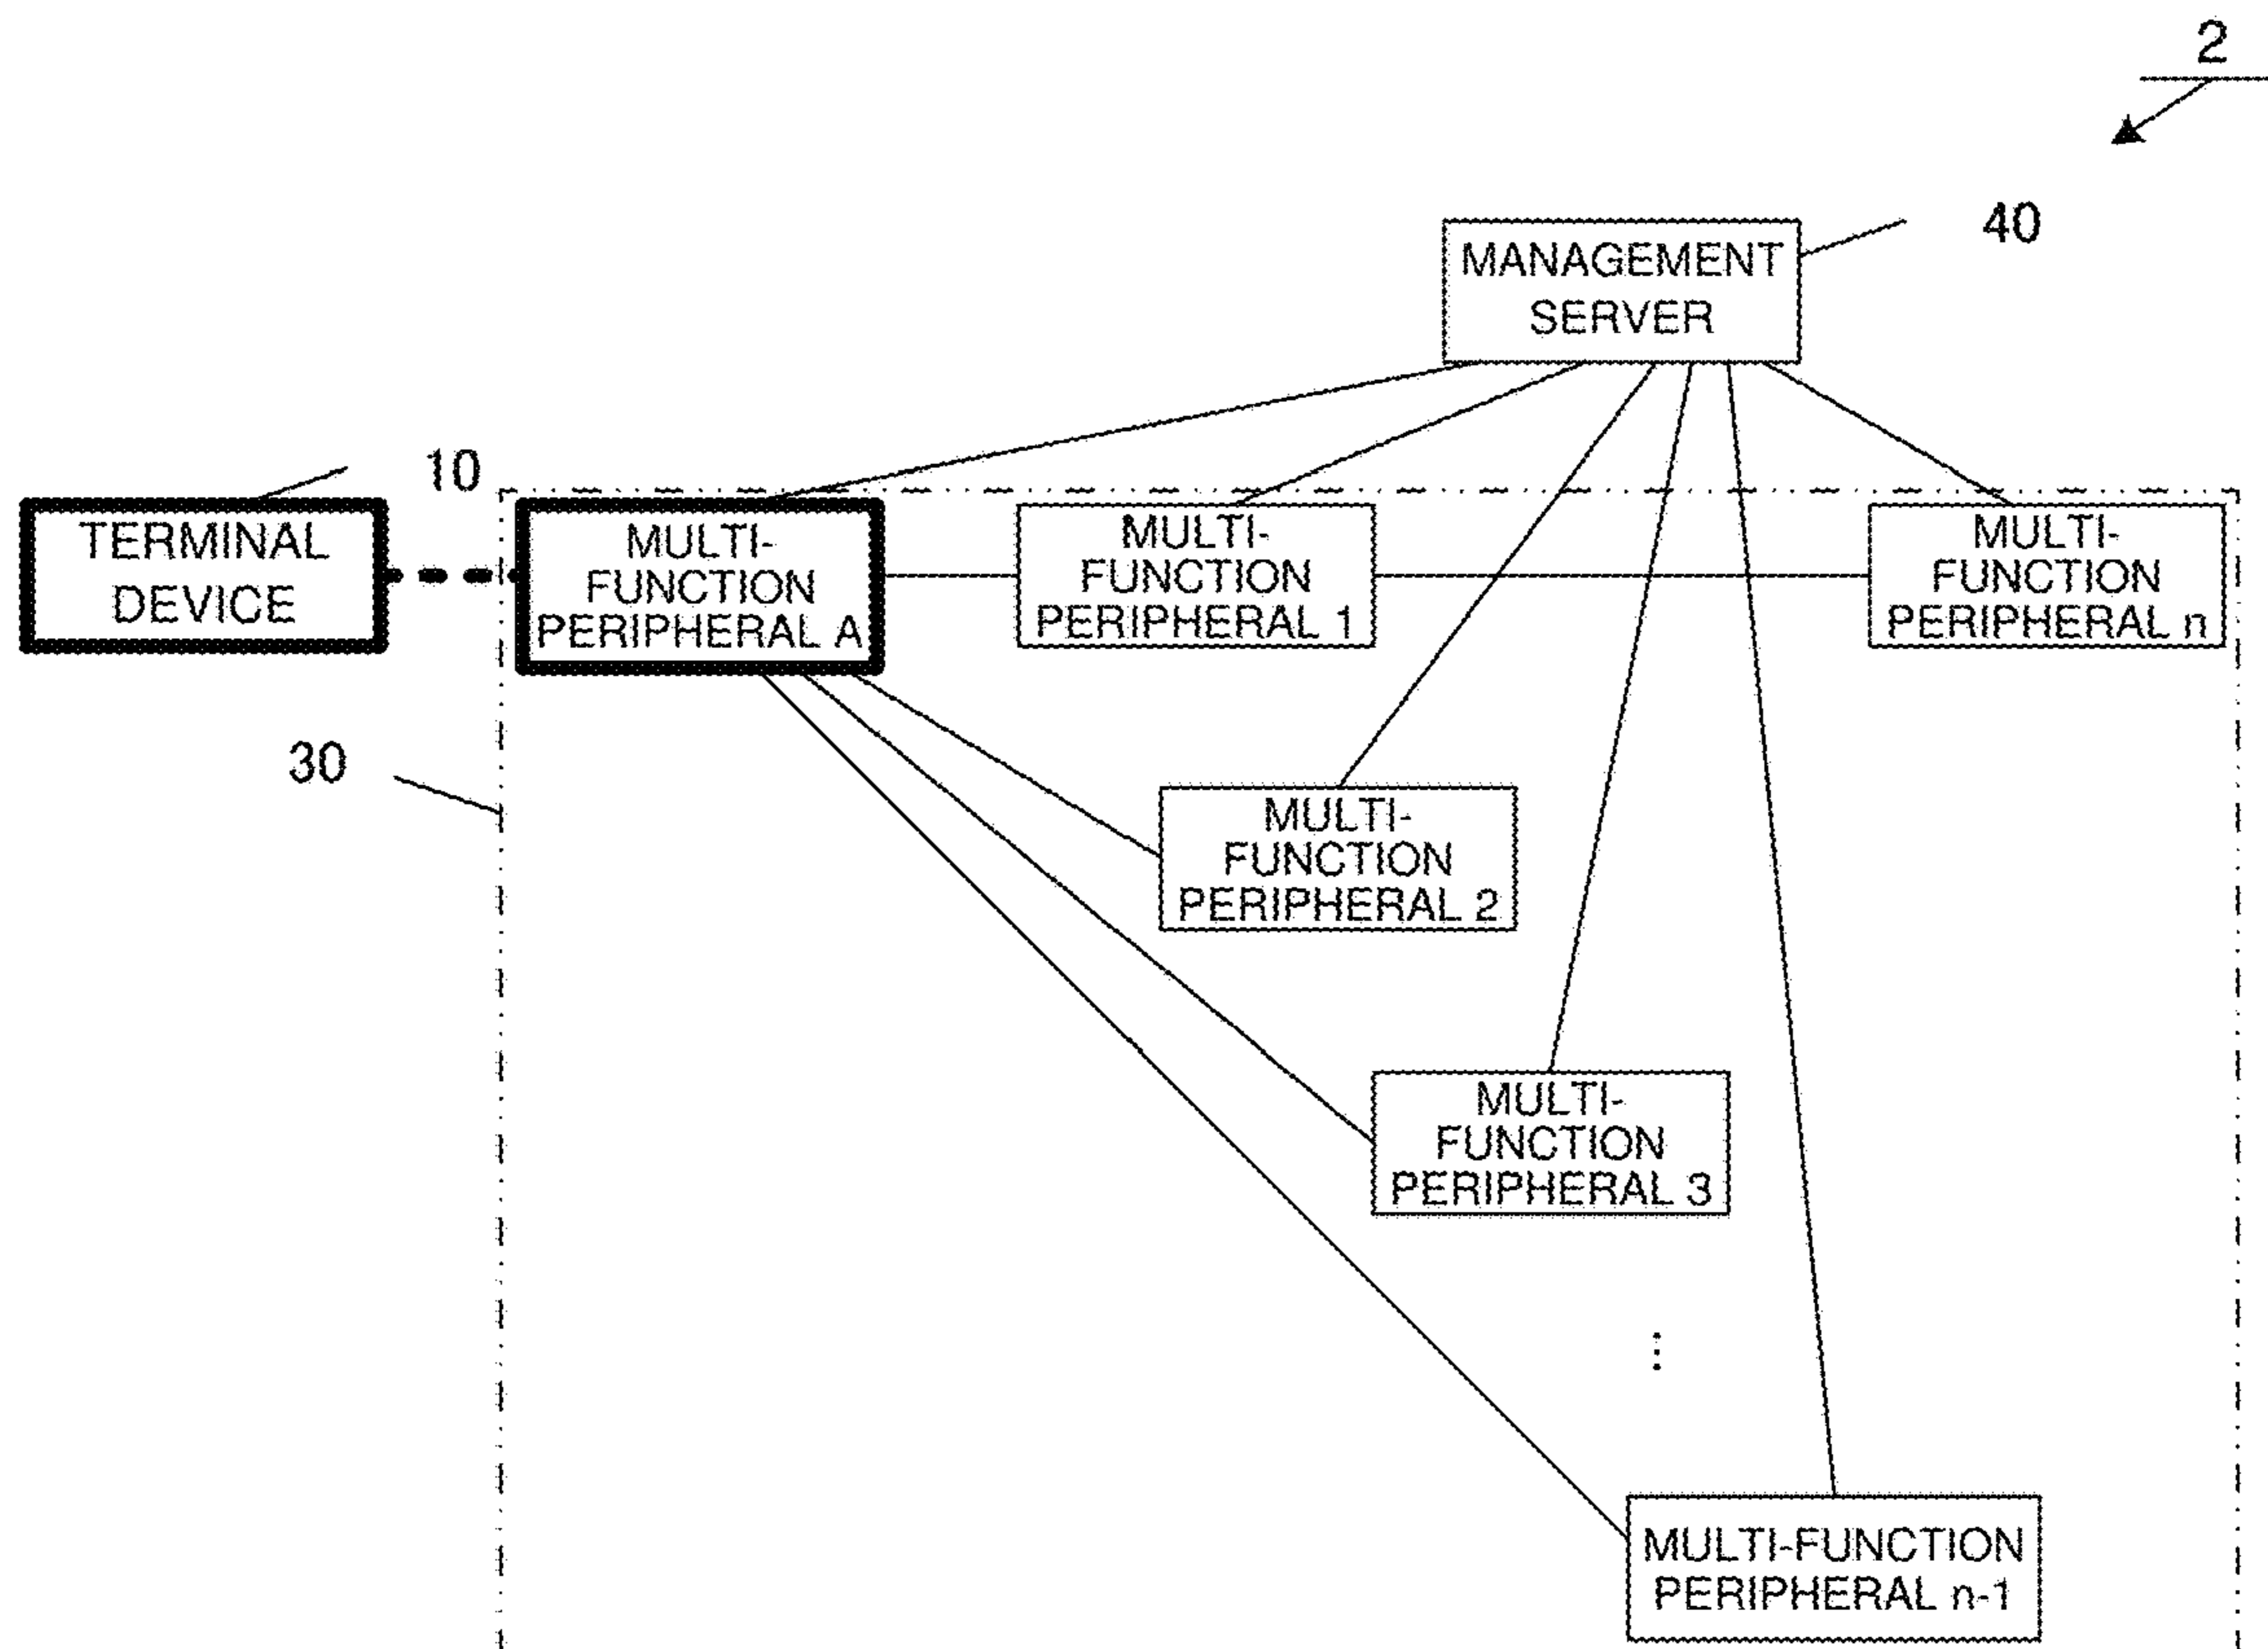 2
40
MANAGEMENT
SERVER
10
TERMINAL
DEVICE
MULTI-
FUNCTION
PERIPHERAL A
MULTI-
FUNCTION
PERIPHERAL 1
MULTI-
FUNCTION
PERIPHERAL n
30
MULTI-
FUNCTION
PERIPHERAL 2
MULTI-
FUNCTION
PERIPHERAL 3
⋮
MULTI-FUNCTION
PERIPHERAL n-1